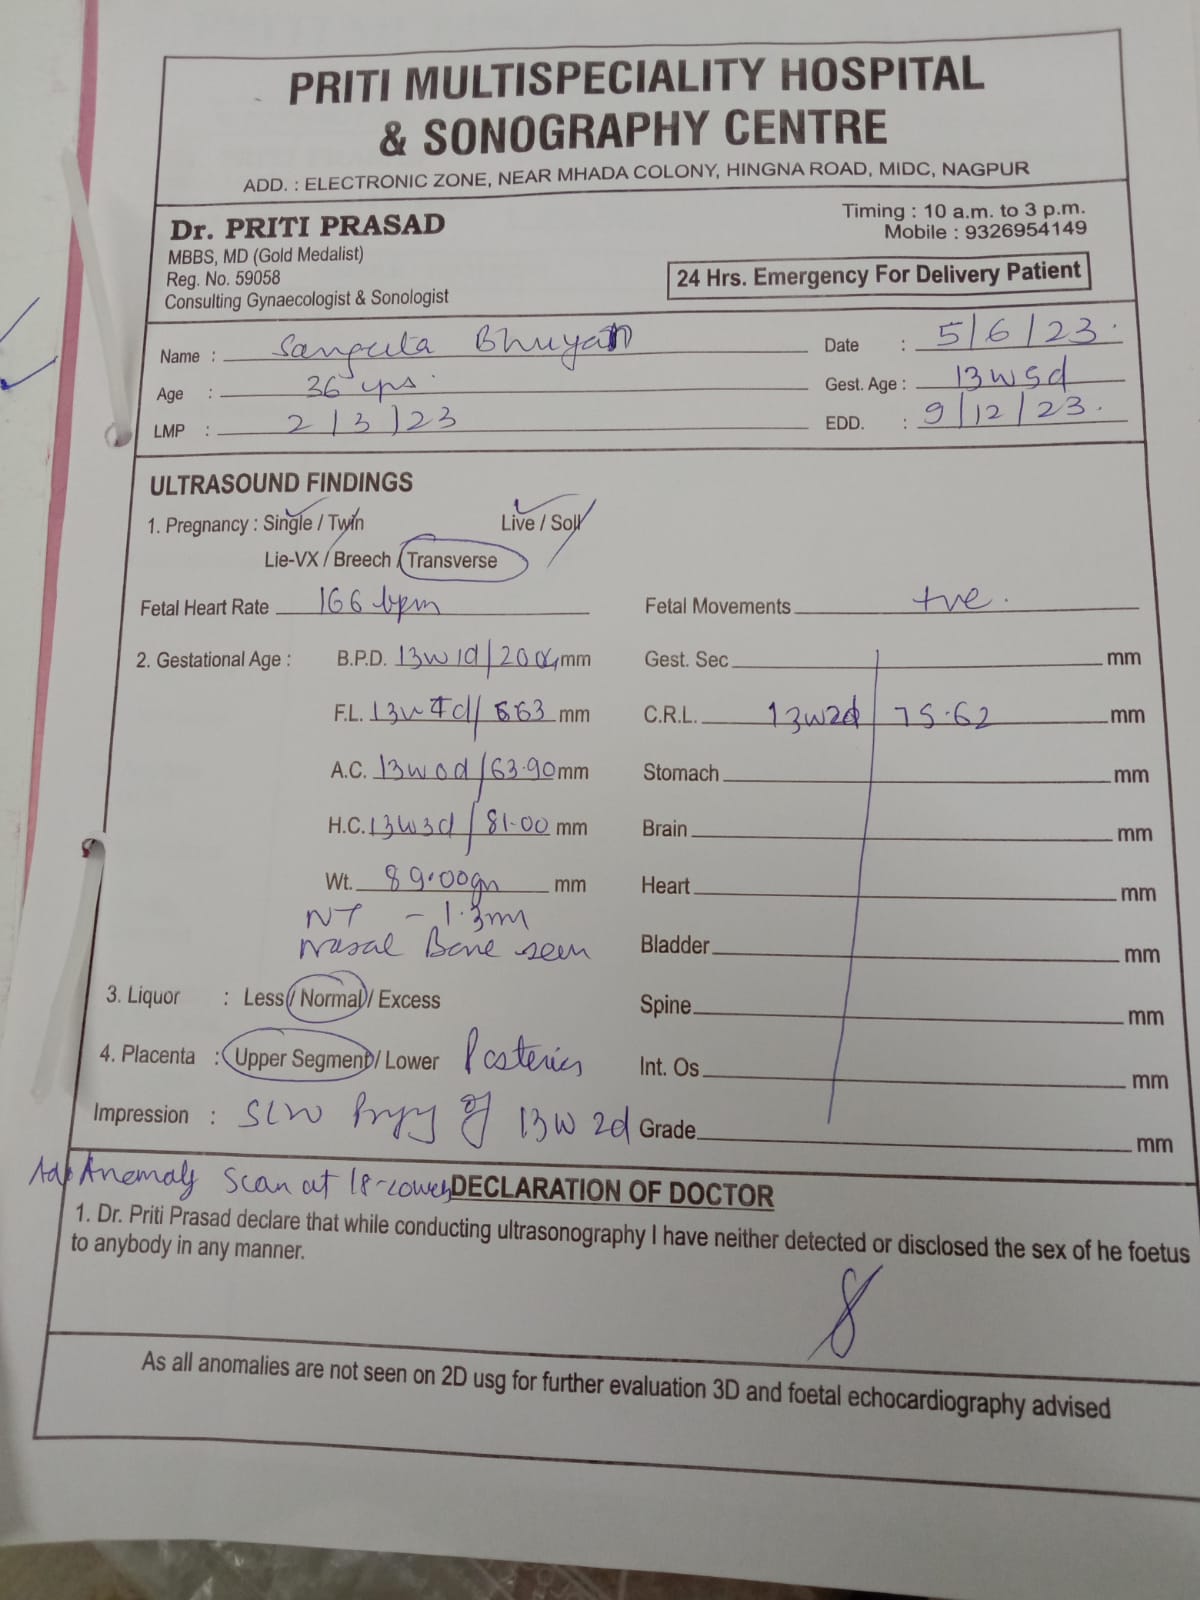 PRITI MULTISPECIALITY HOSPITAL
& SONOGRAPHY CENTRE
ADD. : ELECTRONIC ZONE, NEAR MHADA COLONY, HINGNA ROAD, MIDC, NAGPUR
Dr. PRITI PRASAD
MBBS, MD (Gold Medalist)
Reg. No. 59058
Consulting Gynaecologist & Sonologist
Timing : 10 a.m. to 3 p.m.
Mobile : 9326954149
24 Hrs. Emergency For Delivery Patient
Name : Sangeeta Bhuyan
Date : 5/6/23.
Age : 36 yrs.
Gest. Age : 13w5d
LMP : 2/3/23
EDD. : 9/12/23.
ULTRASOUND FINDINGS
1. Pregnancy : Single / Twin Live / Soll
Lie-VX / Breech / Transverse
Fetal Heart Rate 166 bpm Fetal Movements +ve.
2. Gestational Age : B.P.D. 13w1d/ mm Gest. Sec mm
F.L. mm C.R.L. 13w2d 75.62 mm
A.C. 13w0d/63.90 mm Stomach mm
H.C. 13w3d/81.00 mm Brain mm
Wt. 89.00gm mm Heart mm
NT - 1.3mm
Nasal Bone seen Bladder mm
3. Liquor : Less / Normal / Excess Spine mm
4. Placenta : Upper Segment / Lower Posterior Int. Os mm
Impression : of 13w 2d Grade mm
Adv Anomaly Scan at 18-20wek
DECLARATION OF DOCTOR
1. Dr. Priti Prasad declare that while conducting ultrasonography I have neither detected or disclosed the sex of he foetus
to anybody in any manner.
As all anomalies are not seen on 2D usg for further evaluation 3D and foetal echocardiography advised